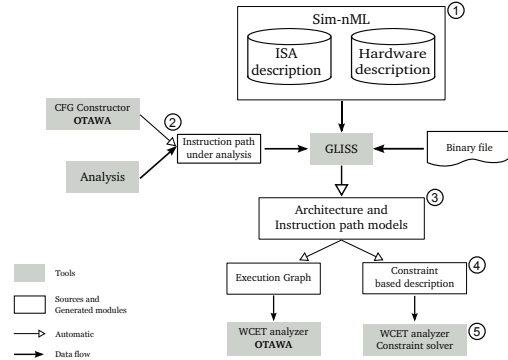 1
Sim-nML
ISA
description
Hardware
description
CFG Constructor
OTAWA
2
Instruction path
under analysis
GLISS
Binary file
Analysis
3
Architecture and
Instruction path models
Execution Graph
Constraint
based description
4
Tools
Sources and
Generated modules
Automatic
Data flow
WCET analyzer
OTAWA
WCET analyzer
Constraint solver
5